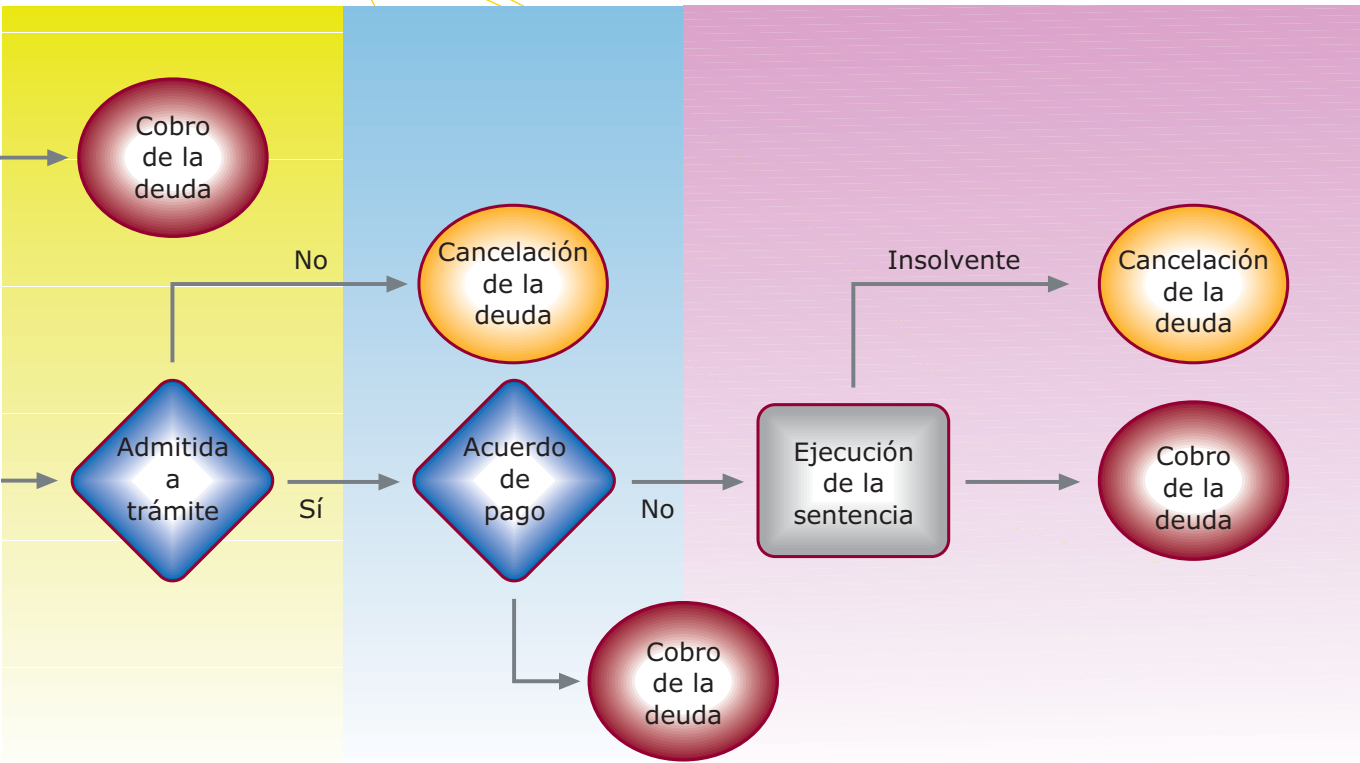 Cobro
de la
deuda
No
Cancelación
de la
deuda
Insolvente
Cancelación
de la
deuda
Admitida
a
trámite
Sí
Acuerdo
de
pago
No
Ejecución
de la
sentencia
Cobro
de la
deuda
Cobro
de la
deuda